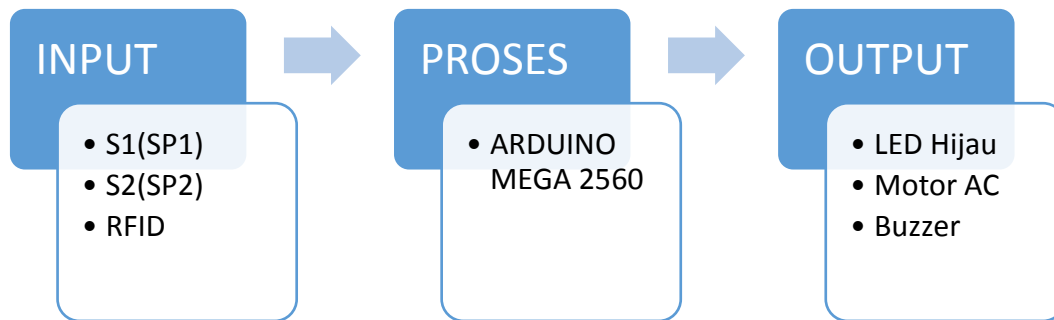 INPUT
• S1(SP1)
• S2(SP2)
• RFID
PROSES
• ARDUINO
MEGA 2560
OUTPUT
• LED Hijau
• Motor AC
• Buzzer